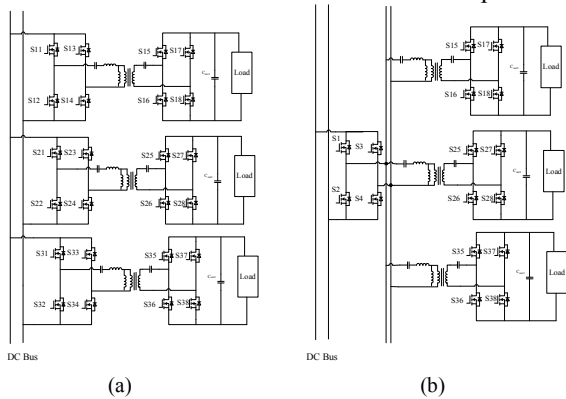 S11 S13 S15 S17
Load
S12 S14 S16 S18
S21 S23 S25 S27
Load
S22 S24 S26 S28
S31 S33 S35 S37
Load
S32 S34 S36 S38
DC Bus
(a)
S15 S17
Load
S16 S18
S1 S3 S25 S27
Load
S2 S4 S26 S28
S35 S37
Load
S36 S38
DC Bus
(b)